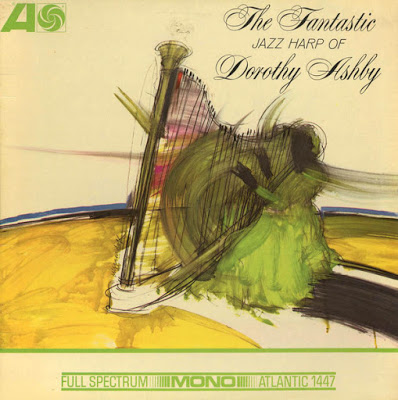 The Fantastic
JAZZ HARP OF
Dorothy Ashby
FULL SPECTRUM MONO ATLANTIC 1447